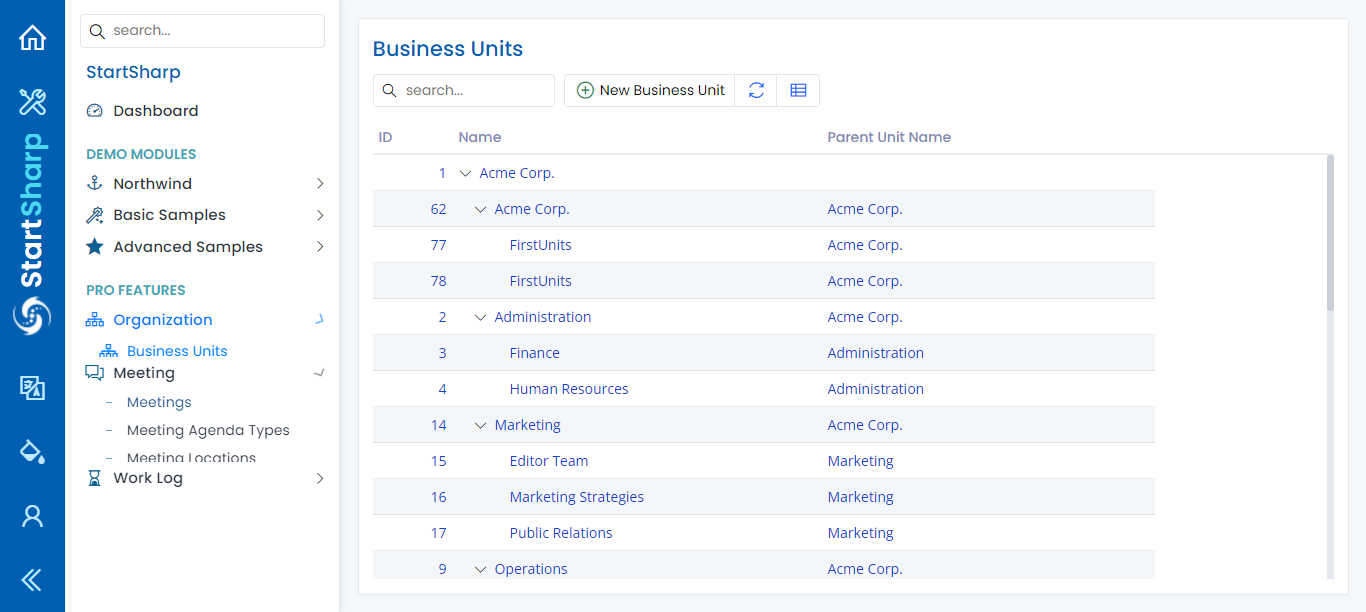 StartSharp
search...
StartSharp
Dashboard
DEMO MODULES
Northwind
Basic Samples
Advanced Samples
PRO FEATURES
Organization
Business Units
Meeting
Meetings
Meeting Agenda Types
Meeting Locations
Work Log
Business Units
search...
New Business Unit
ID Name Parent Unit Name
1 Acme Corp.
62 Acme Corp. Acme Corp.
77 FirstUnits Acme Corp.
78 FirstUnits Acme Corp.
2 Administration Acme Corp.
3 Finance Administration
4 Human Resources Administration
14 Marketing Acme Corp.
15 Editor Team Marketing
16 Marketing Strategies Marketing
17 Public Relations Marketing
9 Operations Acme Corp.